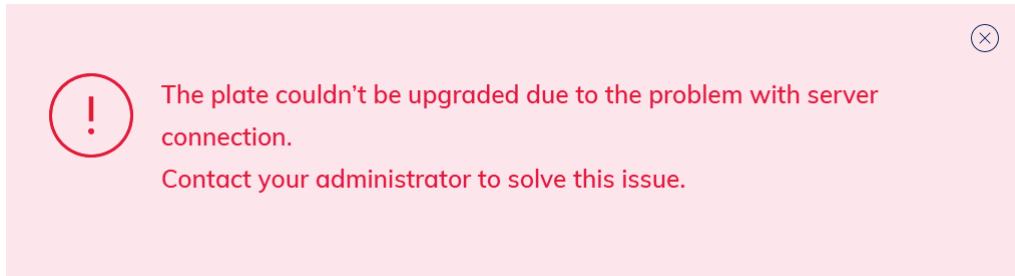 The plate couldn’t be upgraded due to the problem with server
connection.
Contact your administrator to solve this issue.